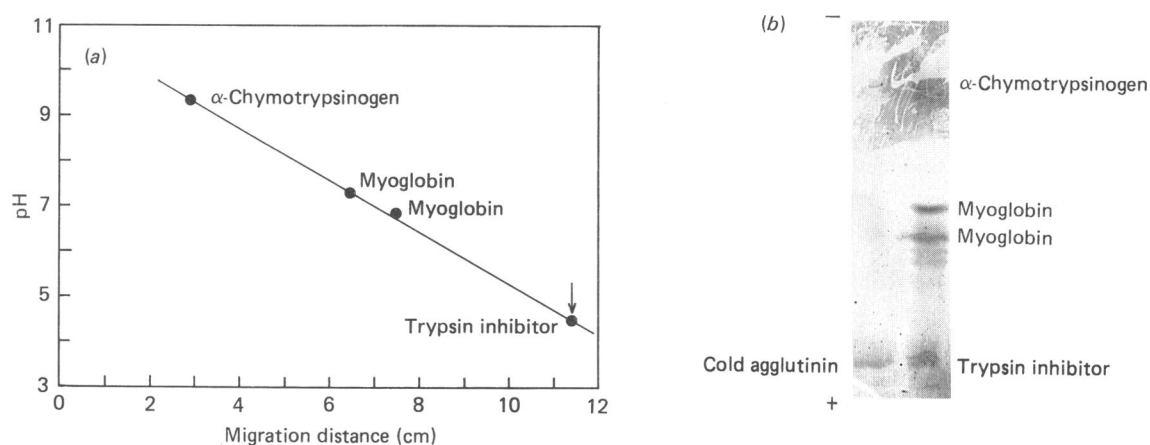 (a)
11
9
7
5
3
pH
α-Chymotrypsinogen
Myoglobin
Myoglobin
Trypsin inhibitor
0 2 4 6 8 10 12
Migration distance (cm)
(b)
−
α-Chymotrypsinogen
Myoglobin
Myoglobin
Cold agglutinin
Trypsin inhibitor
+